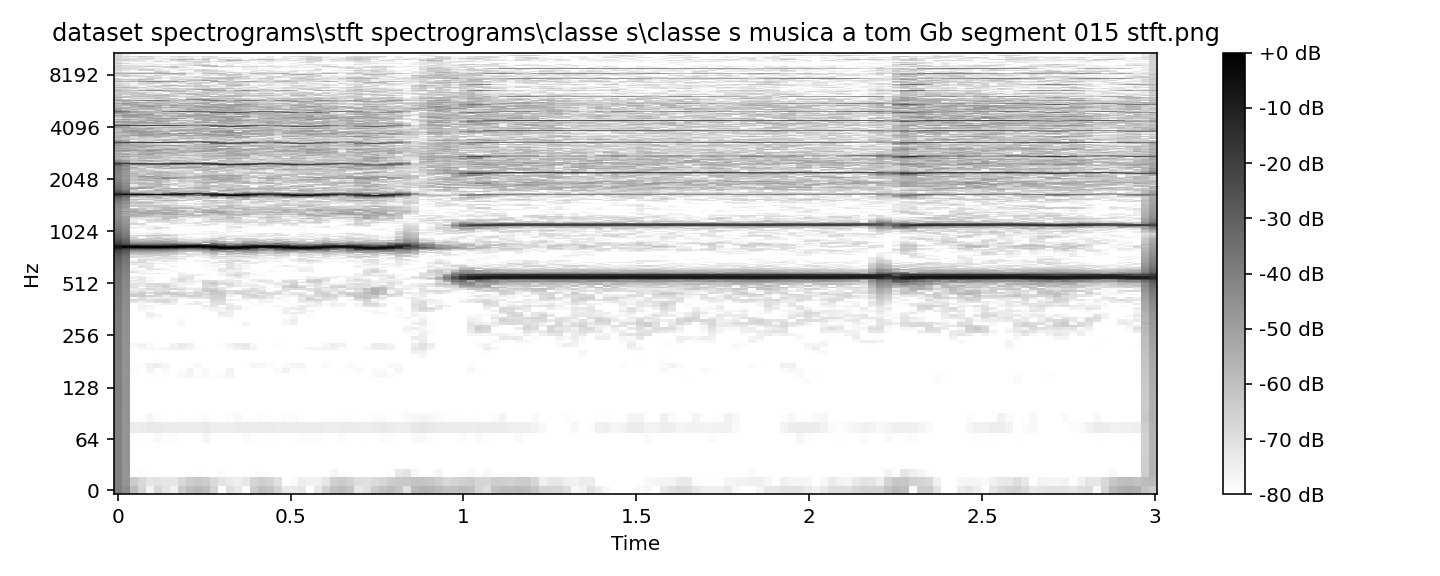 dataset spectrograms\stft spectrograms\classe s\classe s musica a tom Gb segment 015 stft.png
8192
4096
2048
1024
512
256
128
64
0
Hz
0
0.5
1
1.5
2
2.5
3
Time
+0 dB
-10 dB
-20 dB
-30 dB
-40 dB
-50 dB
-60 dB
-70 dB
-80 dB